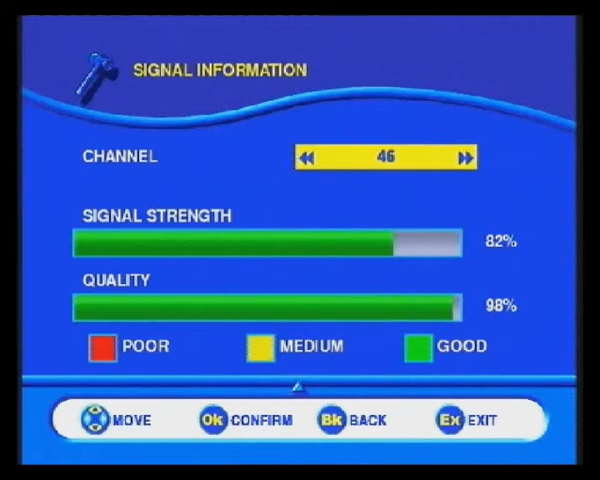 SIGNAL INFORMATION
CHANNEL 46
SIGNAL STRENGTH
82%
QUALITY
98%
POOR MEDIUM GOOD
MOVE Ok CONFIRM Bk BACK Ex EXIT